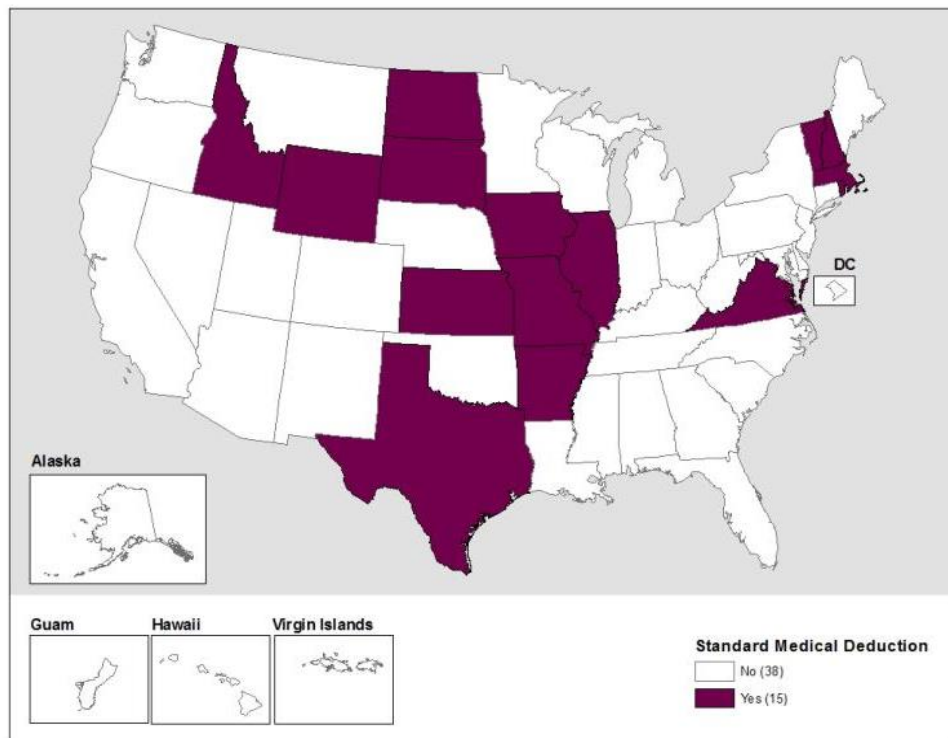 DC
Alaska
Guam
Hawaii
Virgin Islands
Standard Medical Deduction
No (38)
Yes (15)